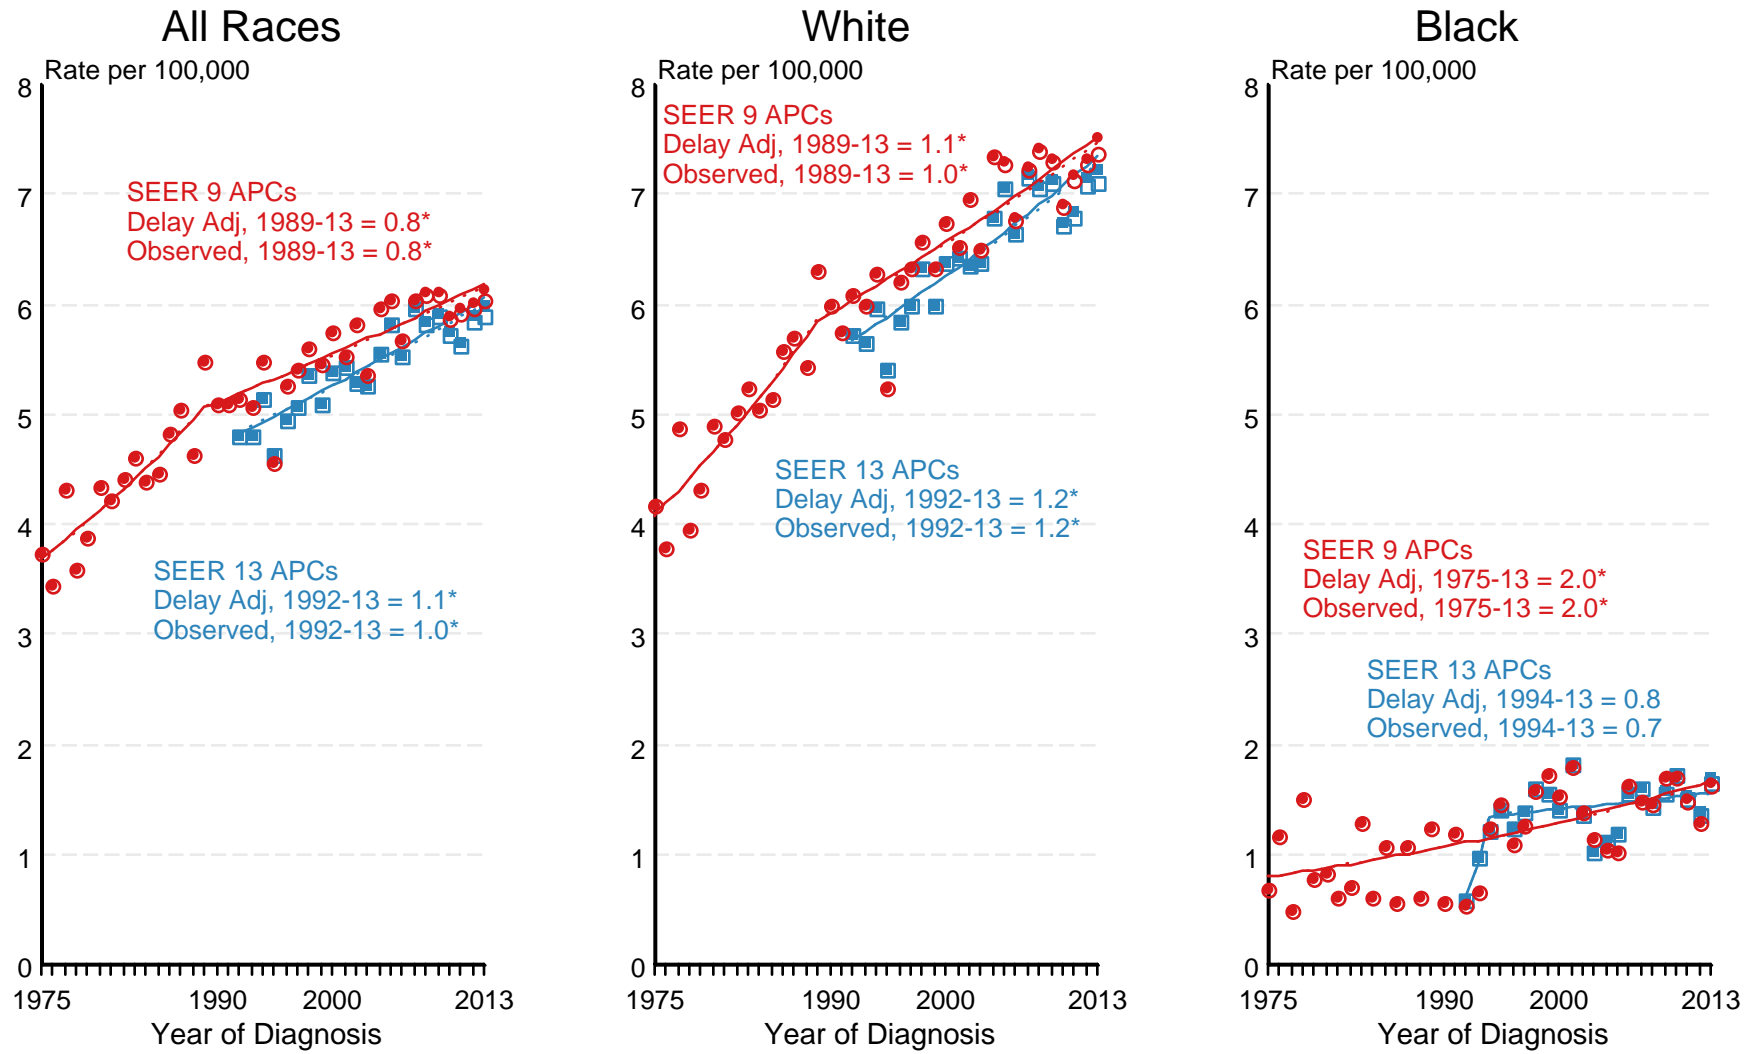 All Races
Rate per 100,000
8
7
6
5
4
3
2
1
0
SEER 9 APCs
Delay Adj, 1989-13 = 0.8*
Observed, 1989-13 = 0.8*
SEER 13 APCs
Delay Adj, 1992-13 = 1.1*
Observed, 1992-13 = 1.0*
1975 1990 2000 2013
Year of Diagnosis
White
Rate per 100,000
8
7
6
5
4
3
2
1
0
SEER 9 APCs
Delay Adj, 1989-13 = 1.1*
Observed, 1989-13 = 1.0*
SEER 13 APCs
Delay Adj, 1992-13 = 1.2*
Observed, 1992-13 = 1.2*
1975 1990 2000 2013
Year of Diagnosis
Black
Rate per 100,000
8
7
6
5
4
3
2
1
0
SEER 9 APCs
Delay Adj, 1975-13 = 2.0*
Observed, 1975-13 = 2.0*
SEER 13 APCs
Delay Adj, 1994-13 = 0.8
Observed, 1994-13 = 0.7
1975 1990 2000 2013
Year of Diagnosis